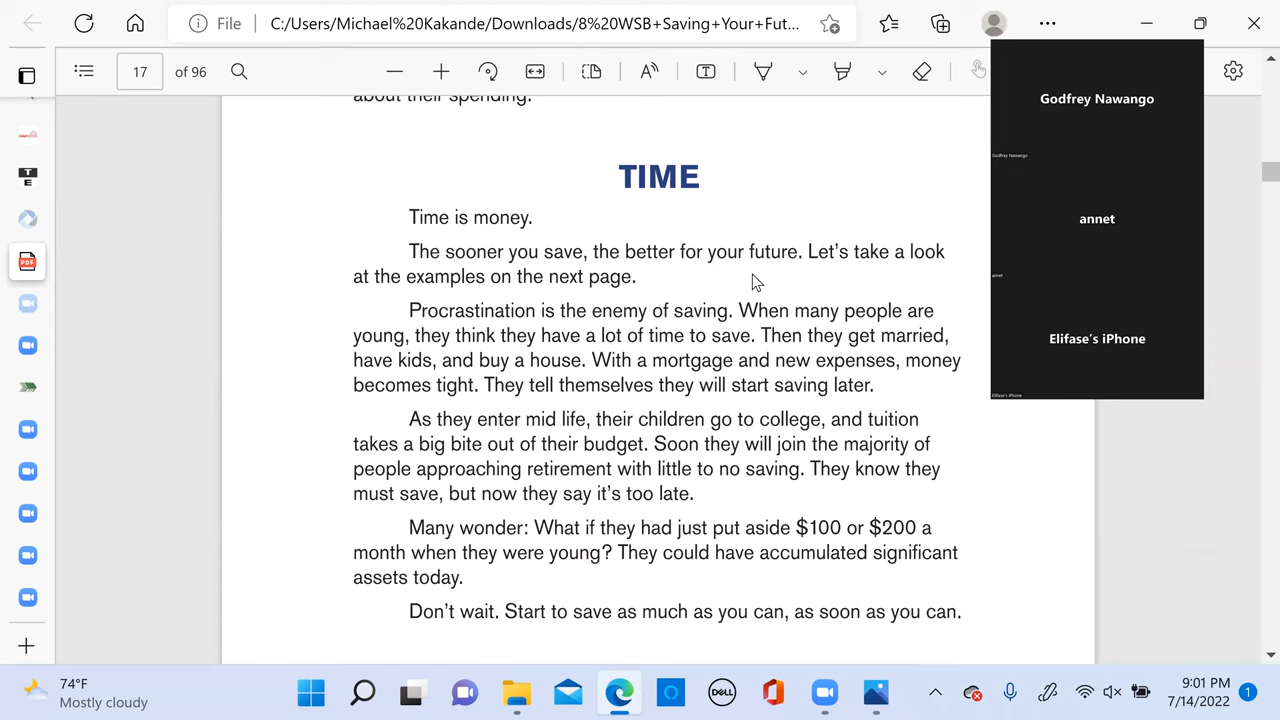 File
C:/Users/Michael%20Kakande/Downloads/8%20WSB+Saving+Your+Fut...
17 of 96
about their spending.
TIME
Time is money.
The sooner you save, the better for your future. Let's take a look
at the examples on the next page.
Procrastination is the enemy of saving. When many people are
young, they think they have a lot of time to save. Then they get married,
have kids, and buy a house. With a mortgage and new expenses, money
becomes tight. They tell themselves they will start saving later.
As they enter mid life, their children go to college, and tuition
takes a big bite out of their budget. Soon they will join the majority of
people approaching retirement with little to no saving. They know they
must save, but now they say it's too late.
Many wonder: What if they had just put aside $100 or $200 a
month when they were young? They could have accumulated significant
assets today.
Don't wait. Start to save as much as you can, as soon as you can.
Godfrey Nawango
Godfrey Nawango
annet
annet
Elifase's iPhone
Elifase's iPhone
PDF
T
E
74°F
Mostly cloudy
DELL
9:01 PM
7/14/2022
1